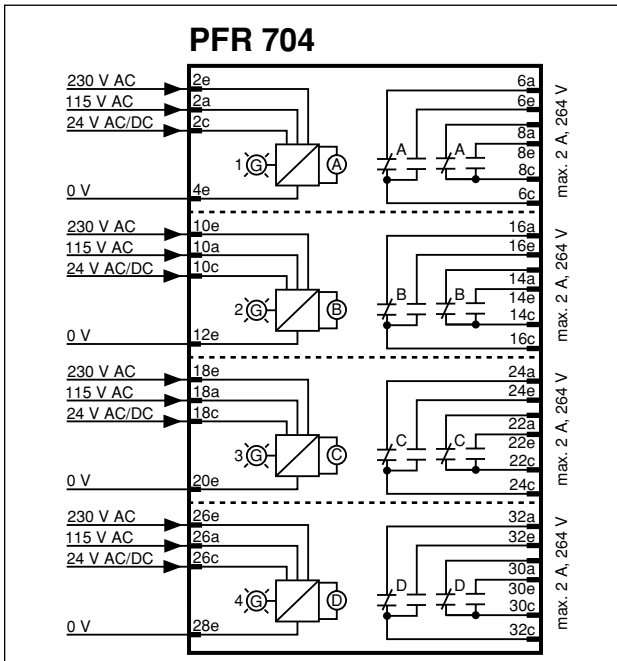 PFR 704
230 V AC 2e
115 V AC 2a
24 V AC/DC 2c
1 G A
0 V 4e
A A
6a
6e
8a
8e
8c
6c
max. 2 A, 264 V
230 V AC 10e
115 V AC 10a
24 V AC/DC 10c
2 G B
0 V 12e
B B
16a
16e
14a
14e
14c
16c
max. 2 A, 264 V
230 V AC 18e
115 V AC 18a
24 V AC/DC 18c
3 G C
0 V 20e
C C
24a
24e
22a
22e
22c
24c
max. 2 A, 264 V
230 V AC 26e
115 V AC 26a
24 V AC/DC 26c
4 G D
0 V 28e
D D
32a
32e
30a
30e
30c
32c
max. 2 A, 264 V